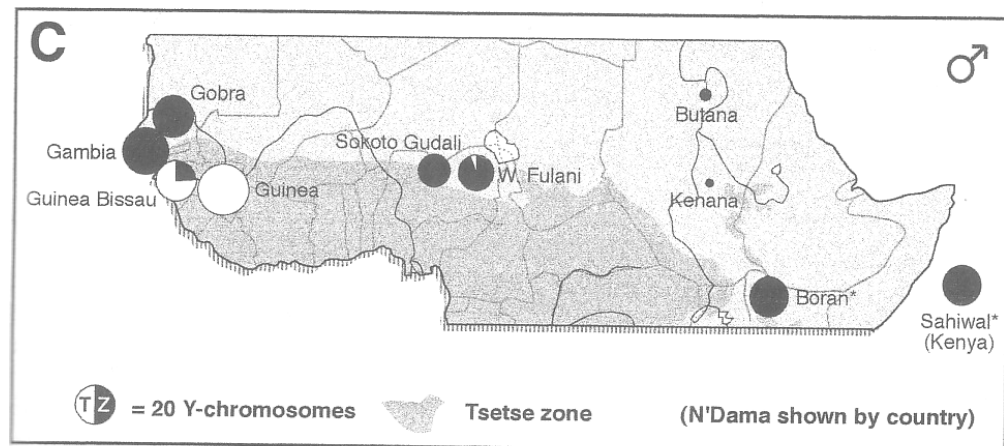 C
♂
Gobra
Gambia
Guinea Bissau
Guinea
Sokoto Gudali
W. Fulani
Butana
Kenana
Boran*
Sahiwal*
(Kenya)
T Z = 20 Y-chromosomes
Tsetse zone
(N'Dama shown by country)